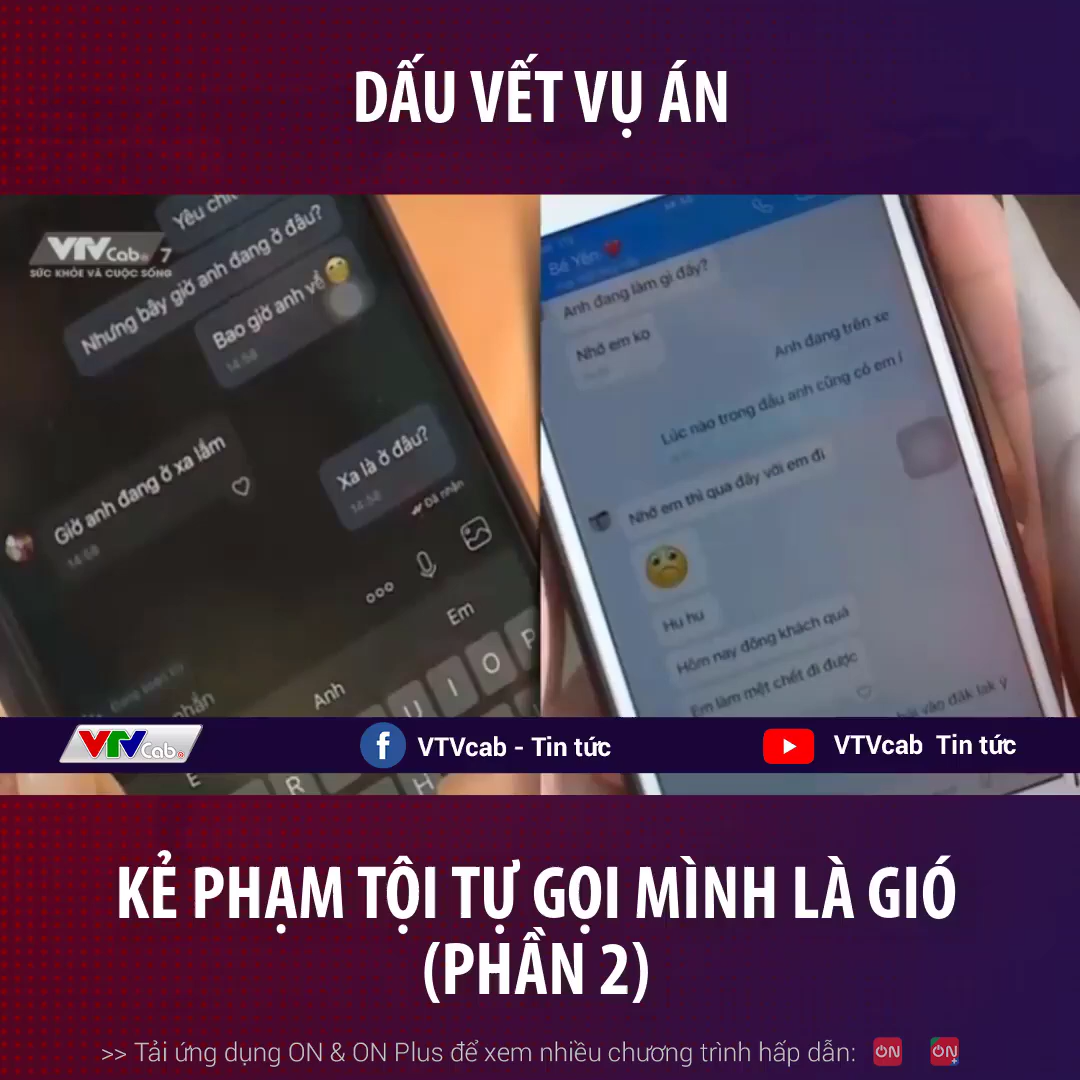 DẤU VẾT VỤ ÁN
VTVCab 7
SỨC KHỎE VÀ CUỘC SỐNG
Nhưng bây giờ anh đang ở đâu?
Bao giờ anh về
14:58
Giờ anh đang ở xa lắm
14:58
Xa là ở đâu?
14:58
Đã nhận
Em
Anh
nhắn
U I O P
E R H
Bé Yên
Anh đang làm gì đấy?
Nhớ em ko
Anh đang trên xe
Lúc nào trong đầu anh cũng có em í
Nhớ em thì qua đây với em đi
Hu hu
Hôm nay đông khách quá
Em làm mệt chết đi được
vào đăk lak ý
VTVCab
VTVcab - Tin tức
VTVcab Tin tức
KẺ PHẠM TỘI TỰ GỌI MÌNH LÀ GIÓ
(PHẦN 2)
>> Tải ứng dụng ON & ON Plus để xem nhiều chương trình hấp dẫn: ON ON+